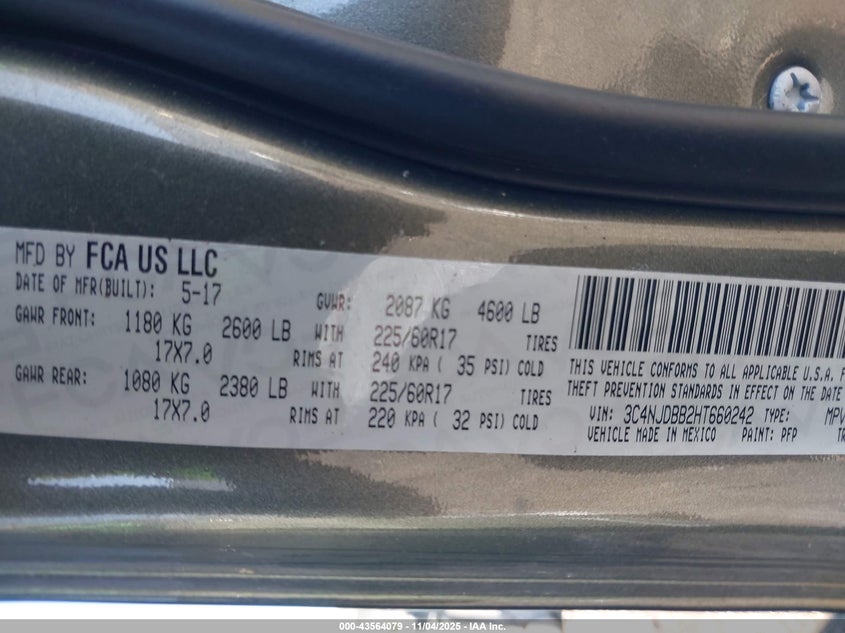 MFD BY FCA US LLC
DATE OF MFR(BUILT): 5-17 GVWR: 2087 KG 4600 LB
GAWR FRONT: 1180 KG 2600 LB WITH 225/60R17 TIRES
17X7.0 RIMS AT 240 KPA ( 35 PSI) COLD
GAWR REAR: 1080 KG 2380 LB WITH 225/60R17 TIRES
17X7.0 RIMS AT 220 KPA ( 32 PSI) COLD
THIS VEHICLE CONFORMS TO ALL APPLICABLE U.S.A. F
THEFT PREVENTION STANDARDS IN EFFECT ON THE DATE
VIN: 3C4NJDBB2HT660242 TYPE: MPV
VEHICLE MADE IN MEXICO PAINT: PFP
000-43564079 - 11/04/2025 - IAA Inc.